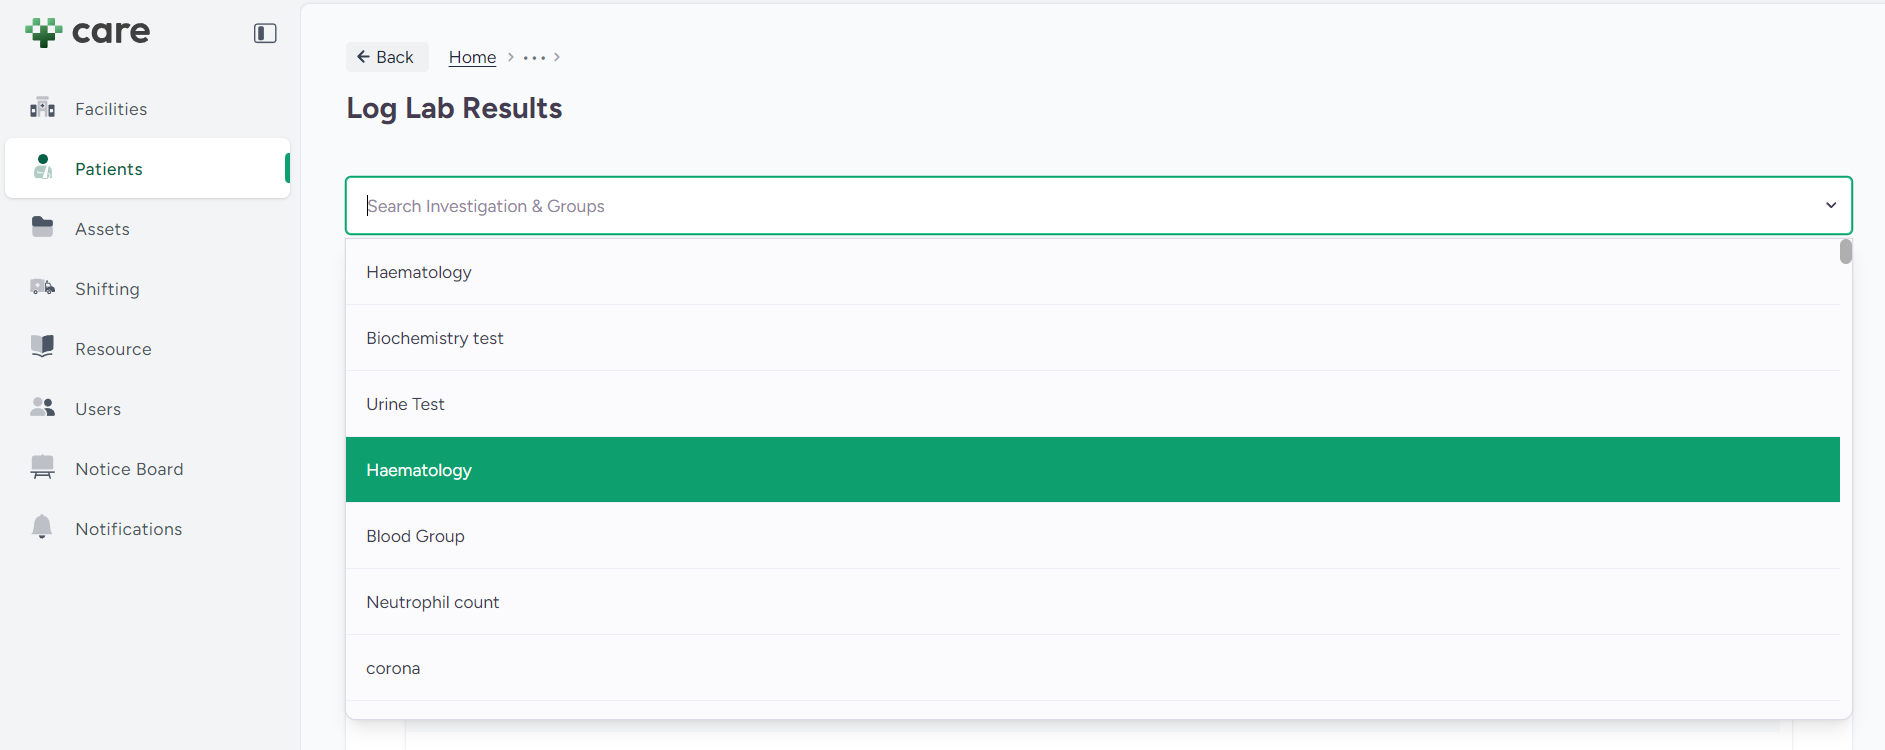 care
Facilities
Patients
Assets
Shifting
Resource
Users
Notice Board
Notifications
← Back Home > ••• >
Log Lab Results
Search Investigation & Groups
Haematology
Biochemistry test
Urine Test
Haematology
Blood Group
Neutrophil count
corona